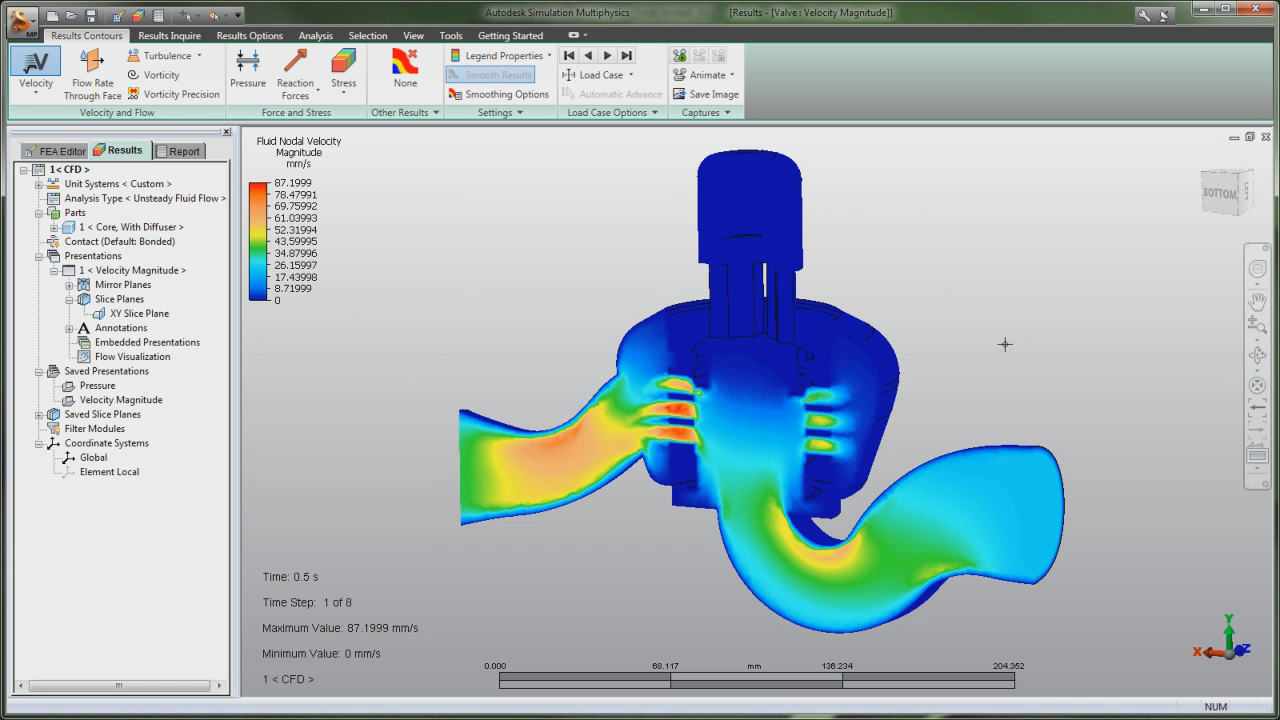 Autodesk Simulation Multiphysics
[Results - [Valve : Velocity Magnitude]]
MP
Results Contours Results Inquire Results Options Analysis Selection View Tools Getting Started Community
Velocity
Flow Rate Through Face
Turbulence
Vorticity
Vorticity Precision
Velocity and Flow
Pressure
Reaction Forces
Stress
Force and Stress
None
Other Results
Legend Properties
Smooth Results
Smoothing Options
Settings
Load Case
Automatic Advance
Load Case Options
Animate
Save Image
Captures
FEA Editor Results Report
1< CFD >
Unit Systems < Custom >
Analysis Type < Unsteady Fluid Flow >
Parts
1 < Core, With Diffuser >
Contact (Default: Bonded)
Presentations
1 < Velocity Magnitude >
Mirror Planes
Slice Planes
XY Slice Plane
Annotations
Embedded Presentations
Flow Visualization
Saved Presentations
Pressure
Velocity Magnitude
Saved Slice Planes
Filter Modules
Coordinate Systems
Global
Element Local
Fluid Nodal Velocity
Magnitude
mm/s
87.1999
78.47991
69.75992
61.03993
52.31994
43.59995
34.87996
26.15997
17.43998
8.71999
0
BOTTOM
Time: 0.5 s
Time Step: 1 of 8
Maximum Value: 87.1999 mm/s
Minimum Value: 0 mm/s
1 < CFD >
0.000 68.117 mm 136.234 204.352
Y
X Z
NUM